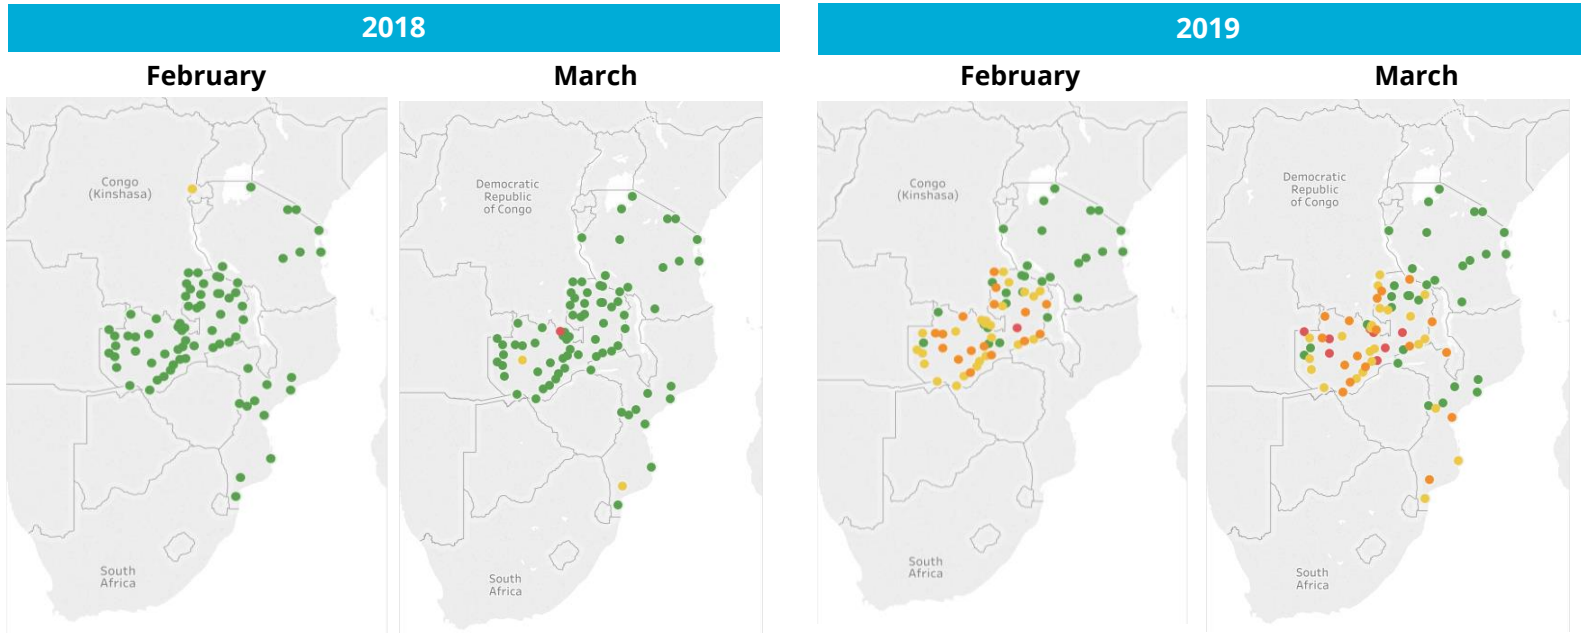 2018
2019
February
March
February
March
Congo
(Kinshasa)
Democratic
Republic
of Congo
Congo
(Kinshasa)
Democratic
Republic
of Congo
South
Africa
South
Africa
South
Africa
South
Africa